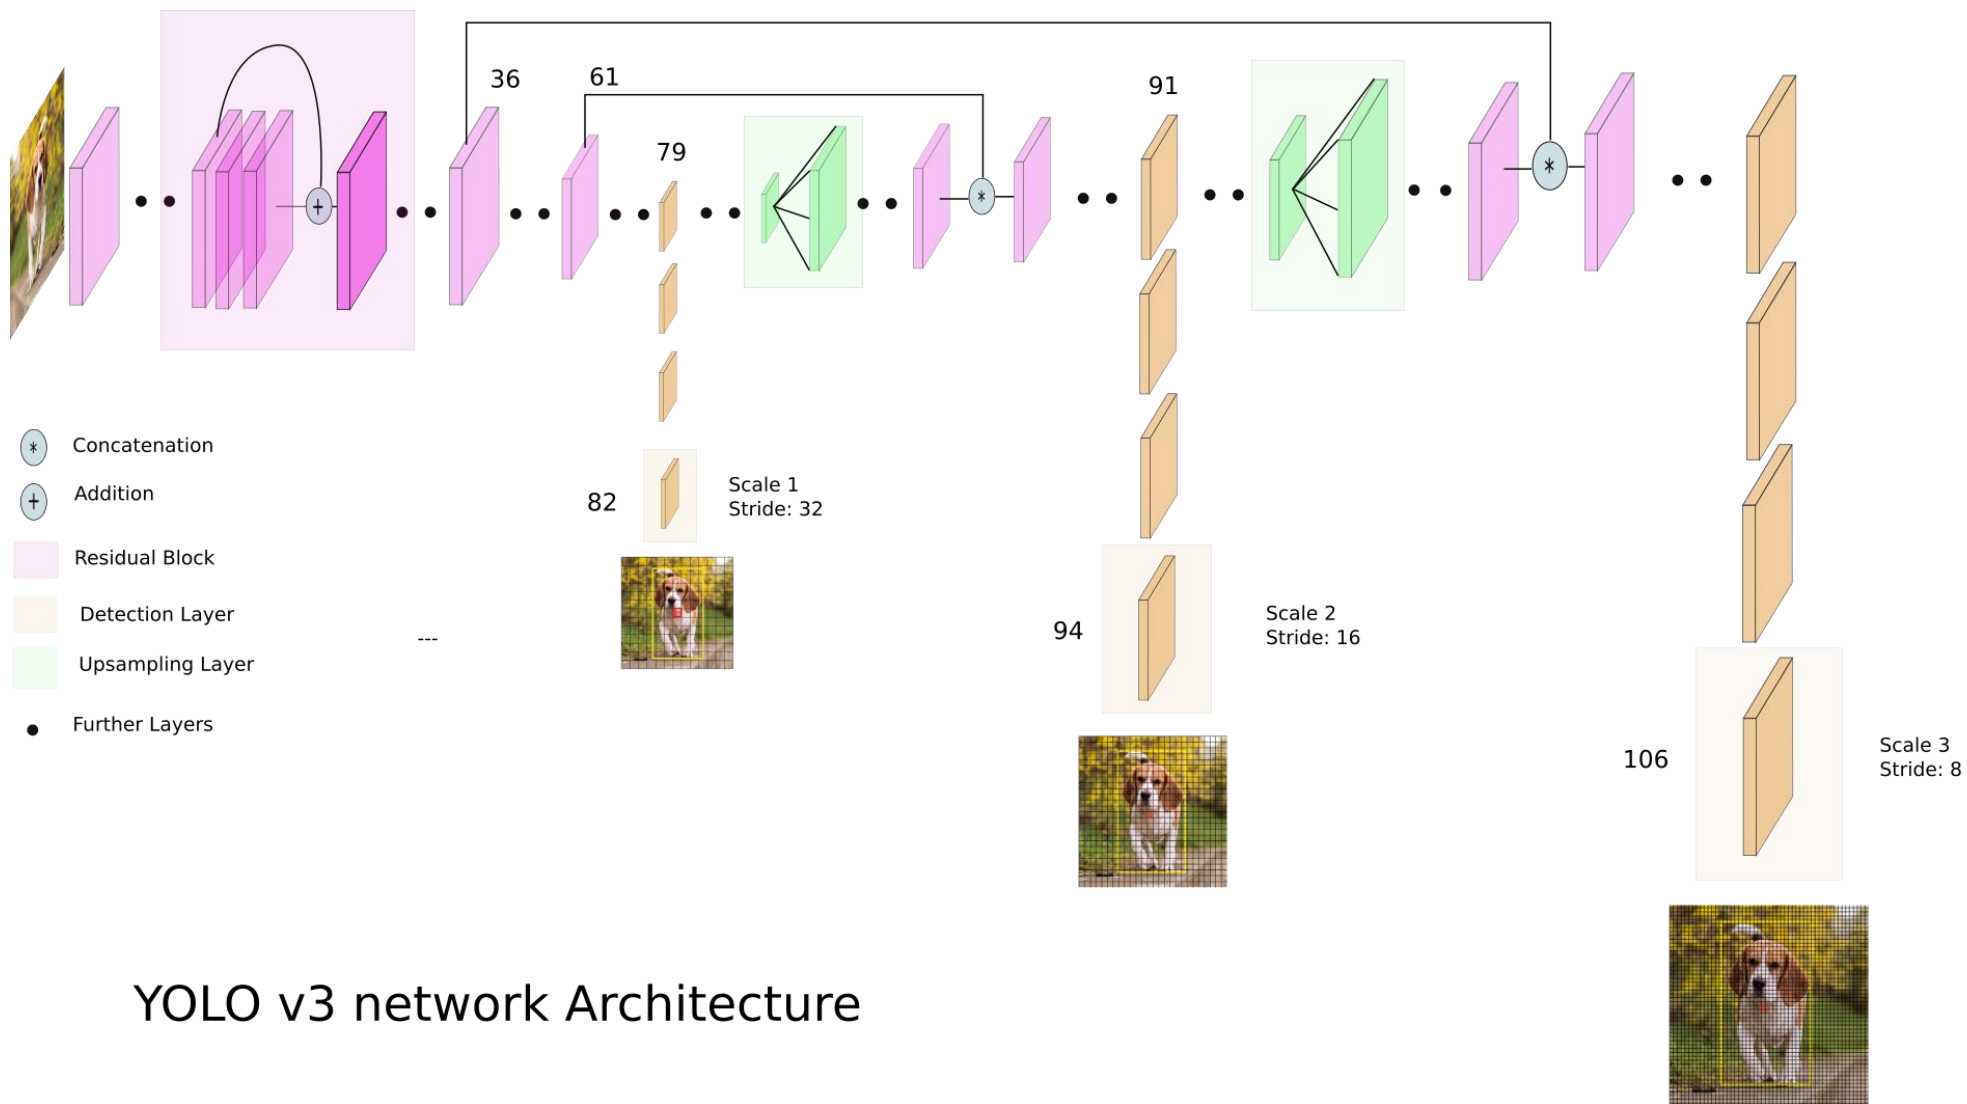 36
61
91
79
*
*
+
* Concatenation
+ Addition
Residual Block
Detection Layer
Upsampling Layer
Further Layers
---
82
Scale 1
Stride: 32
94
Scale 2
Stride: 16
106
Scale 3
Stride: 8
YOLO v3 network Architecture